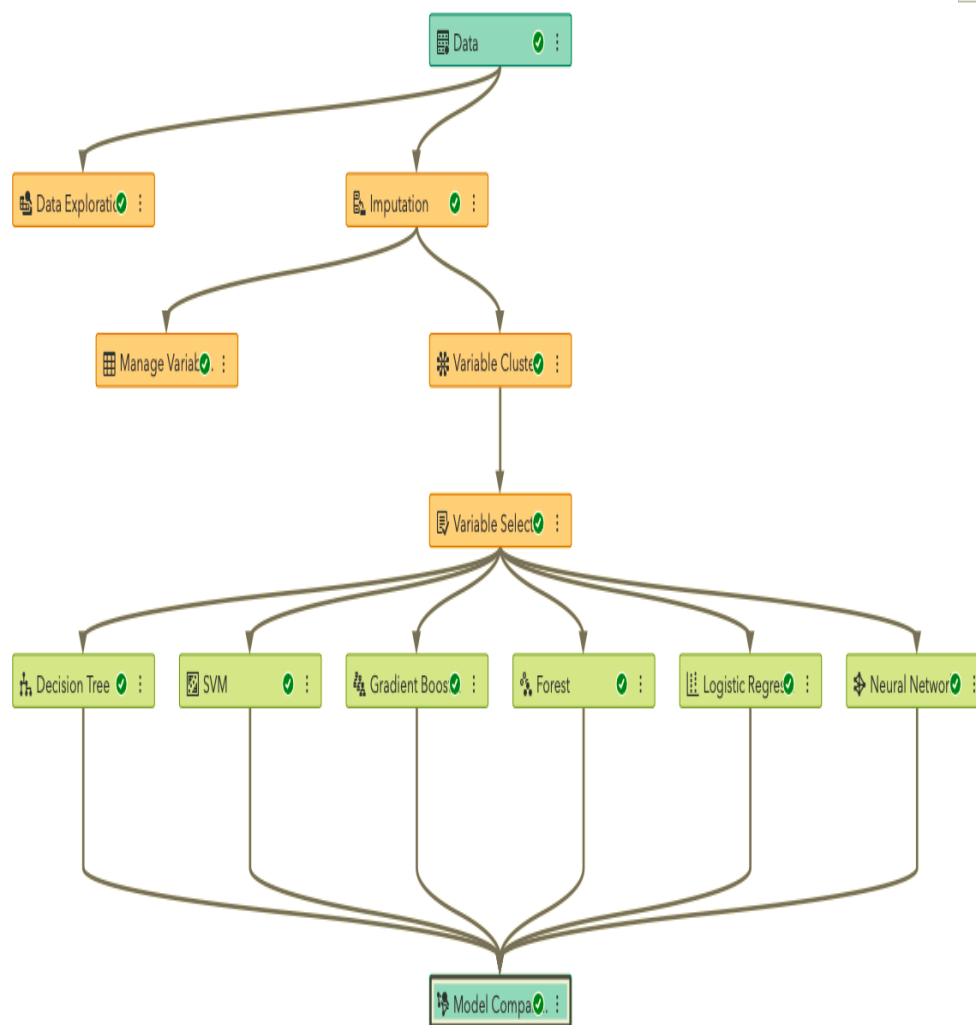 Data
Data Exploratic
Imputation
Manage Variab.
Variable Cluste
Variable Select
Decision Tree
SVM
Gradient Boos
Forest
Logistic Regres
Neural Networ
Model Compa..